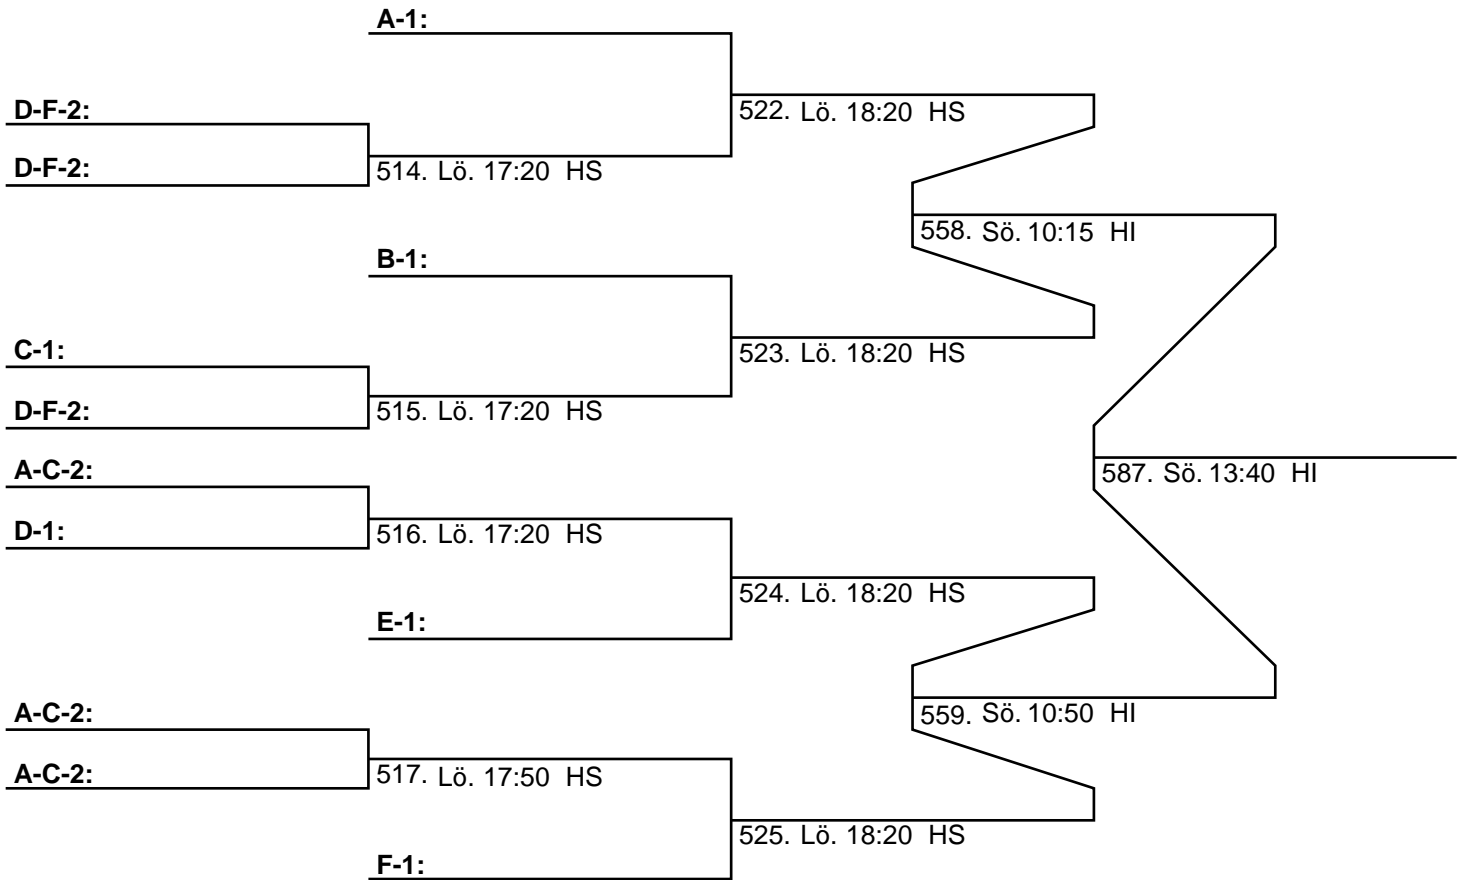 A-1:
D-F-2:
522. Lö. 18:20 HS
D-F-2:
514. Lö. 17:20 HS
558. Sö. 10:15 HI
B-1:
C-1:
523. Lö. 18:20 HS
D-F-2:
515. Lö. 17:20 HS
A-C-2:
587. Sö. 13:40 HI
D-1:
516. Lö. 17:20 HS
524. Lö. 18:20 HS
E-1:
A-C-2:
559. Sö. 10:50 HI
A-C-2:
517. Lö. 17:50 HS
525. Lö. 18:20 HS
F-1: